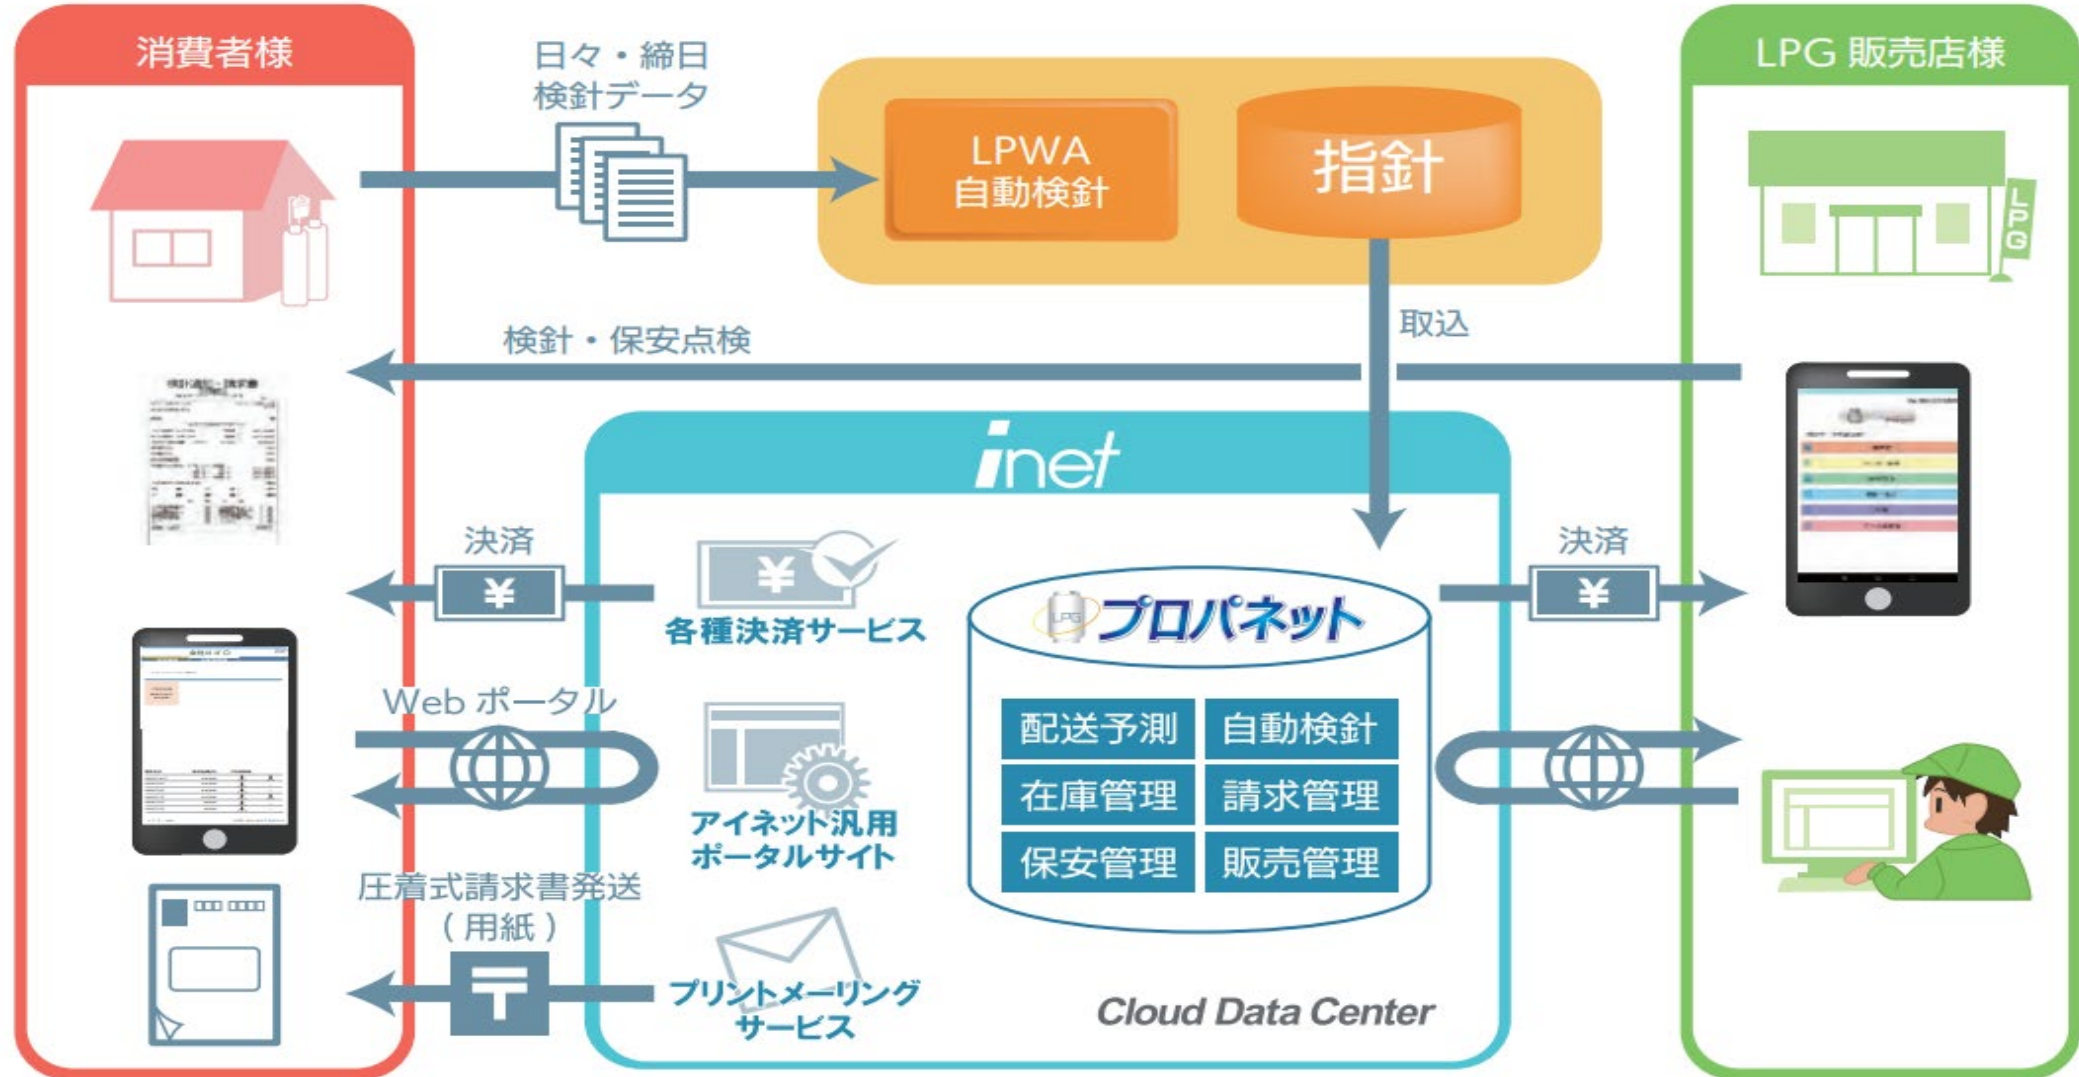 消費者様
日々・締日
検針データ
LPWA
自動検針
指針
LPG 販売店様
LPG
取込
検針・保安点検
inet
決済
¥
¥
各種決済サービス
LPG
プロパネット
決済
¥
Web ポータル
アイネット汎用
ポータルサイト
配送予測
自動検針
在庫管理
請求管理
保安管理
販売管理
圧着式請求書発送
( 用紙 )
〒
プリントメーリング
サービス
Cloud Data Center